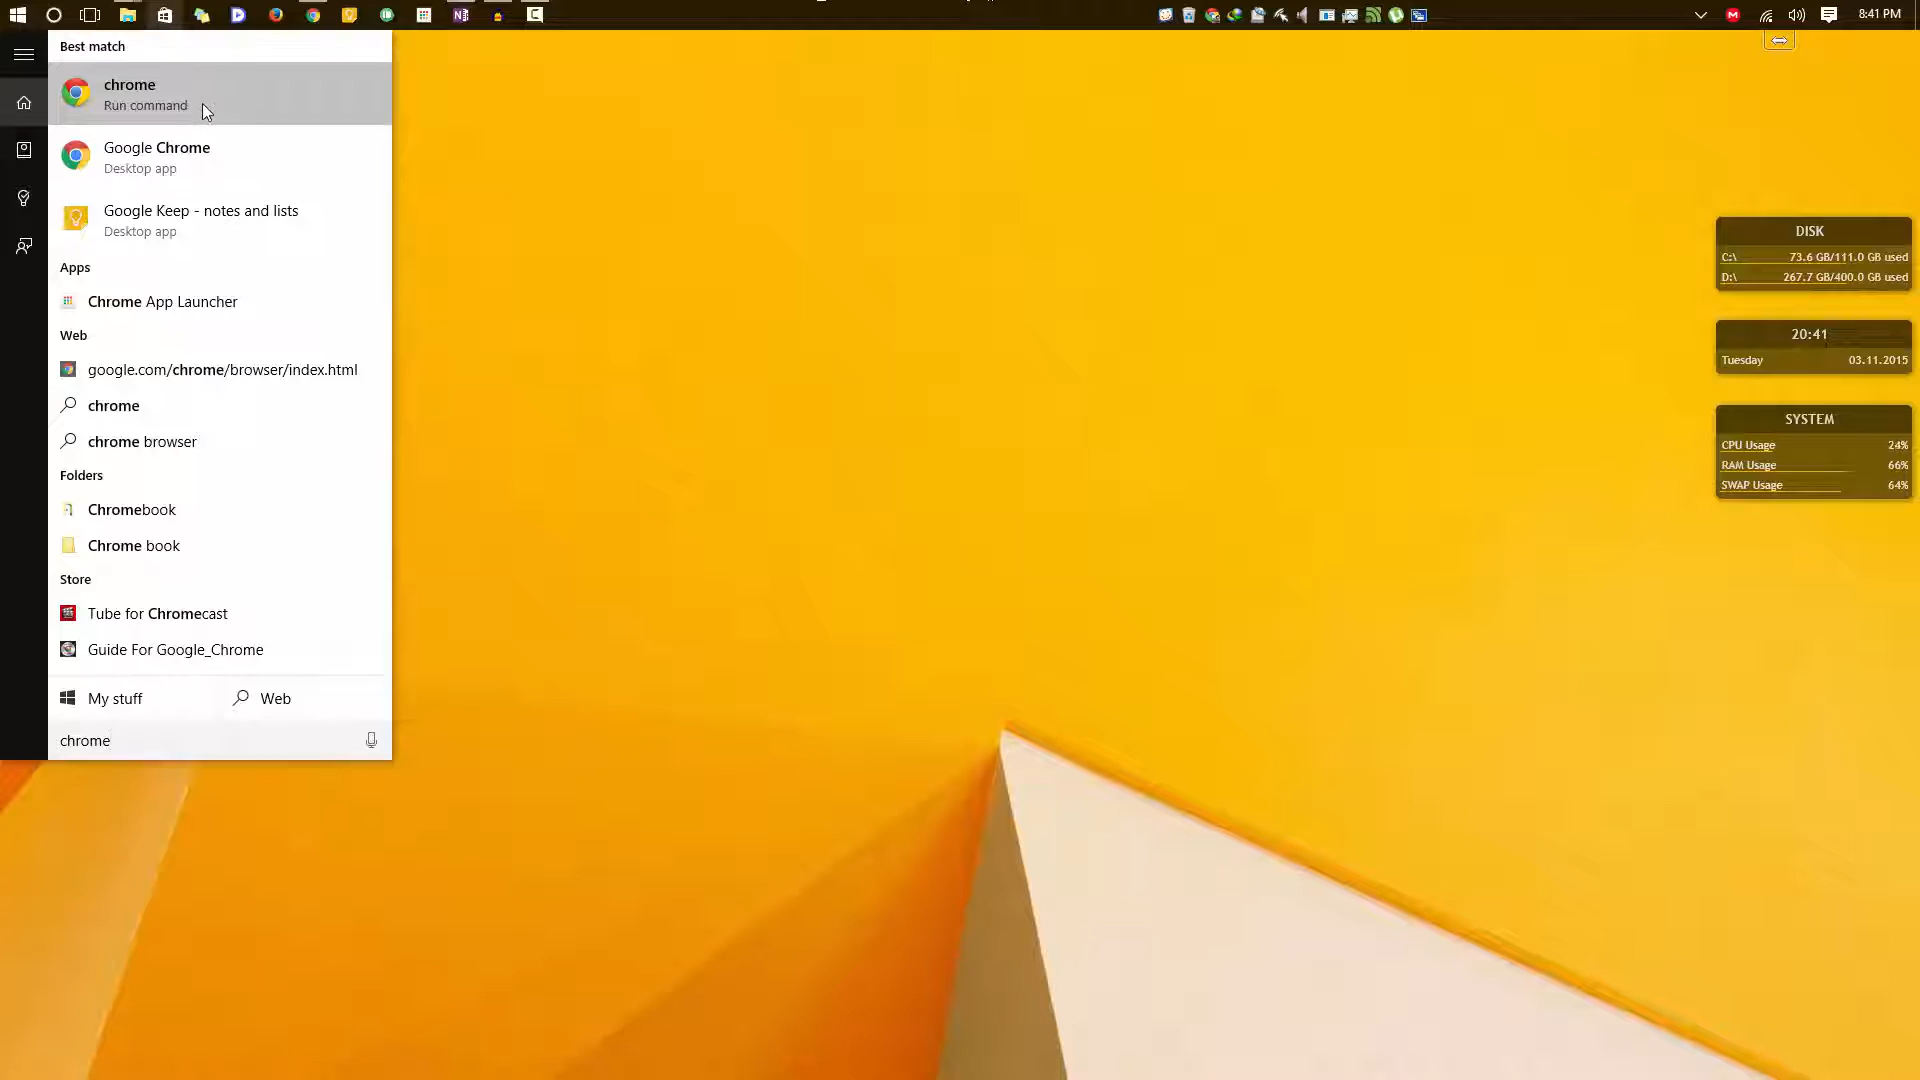 8:41 PM
Best match
chrome
Run command
Google Chrome
Desktop app
Google Keep - notes and lists
Desktop app
Apps
Chrome App Launcher
Web
google.com/chrome/browser/index.html
chrome
chrome browser
Folders
Chromebook
Chrome book
Store
Tube for Chromecast
Guide For Google_Chrome
My stuff
Web
chrome
DISK
C:\ 73.6 GB/111.0 GB used
D:\ 267.7 GB/400.0 GB used
20:41
Tuesday 03.11.2015
SYSTEM
CPU Usage 24%
RAM Usage 66%
SWAP Usage 64%